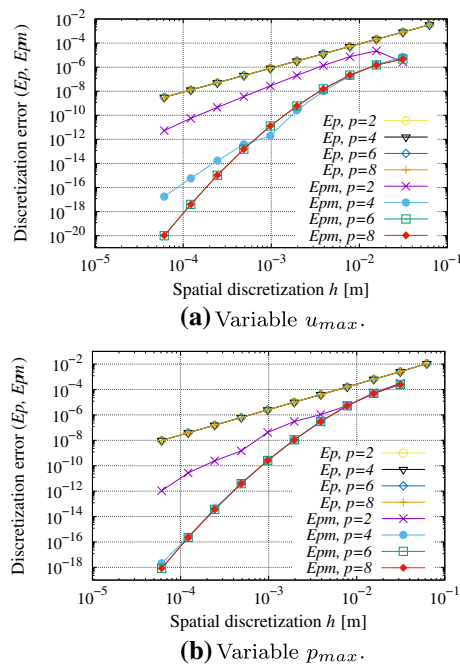 Discretization error (Ep, Epm)
10^-2
10^-4
10^-6
10^-8
10^-10
10^-12
10^-14
10^-16
10^-18
10^-20
Ep, p=2
Ep, p=4
Ep, p=6
Ep, p=8
Epm, p=2
Epm, p=4
Epm, p=6
Epm, p=8
10^-5 10^-4 10^-3 10^-2 10^-1
Spatial discretization h [m]
(a) Variable u_max.
Discretization error (Ep, Epm)
10^-2
10^-4
10^-6
10^-8
10^-10
10^-12
10^-14
10^-16
10^-18
Ep, p=2
Ep, p=4
Ep, p=6
Ep, p=8
Epm, p=2
Epm, p=4
Epm, p=6
Epm, p=8
10^-5 10^-4 10^-3 10^-2 10^-1
Spatial discretization h [m]
(b) Variable p_max.